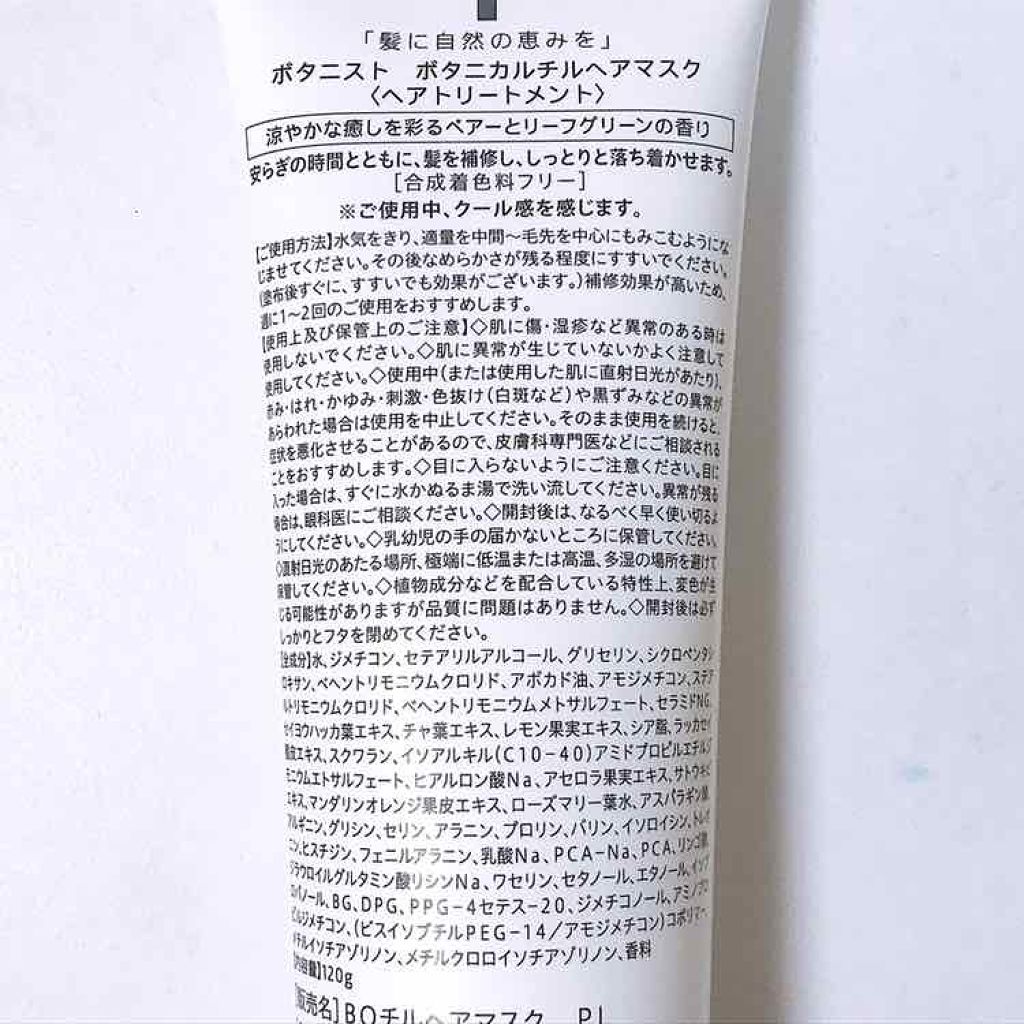 「髪に自然の恵みを」
ボタニスト ボタニカルチルヘアマスク
〈ヘアトリートメント〉
涼やかな癒しを彩るペアーとリーフグリーンの香り
安らぎの時間とともに、髪を補修し、しっとりと落ち着かせます。
[合成着色料フリー]
※ご使用中、クール感を感じます。
【ご使用方法】水気をきり、適量を中間〜毛先を中心にもみこむようにな
じませてください。その後なめらかさが残る程度にすすいでください。
(塗布後すぐに、すすいでも効果がございます。)補修効果が高いため、
週に1〜2回のご使用をおすすめします。
【使用上及び保管上のご注意】◇肌に傷・湿疹など異常のある時は
使用しないでください。◇肌に異常が生じていないかよく注意して
使用してください。◇使用中(または使用した肌に直射日光があたり)、
赤み・はれ・かゆみ・刺激・色抜け(白斑など)や黒ずみなどの異常が
あらわれた場合は使用を中止してください。そのまま使用を続けると、
症状を悪化させることがあるので、皮膚科専門医などにご相談される
ことをおすすめします。◇目に入らないようにご注意ください。目に
入った場合は、すぐに水かぬるま湯で洗い流してください。異常が残る
場合は、眼科医にご相談ください。◇開封後は、なるべく早く使い切るよ
うにしてください。◇乳幼児の手の届かないところに保管してください。
◇直射日光のあたる場所、極端に低温または高温、多湿の場所を避けて
保管してください。◇植物成分などを配合している特性上、変色が生
じる可能性がありますが品質に問題はありません。◇開封後は必ず
しっかりとフタを閉めてください。
【全成分】水、ジメチコン、セテアリルアルコール、グリセリン、シクロペンタシ
ロキサン、ベヘントリモニウムクロリド、アボカド油、アモジメチコン、ステア
ルトリモニウムクロリド、ベヘントリモニウムメトサルフェート、セラミドNG、
セイヨウハッカ葉エキス、チャ葉エキス、レモン果実エキス、シア脂、ラッカセイ
種皮エキス、スクワラン、イソアルキル(C10-40)アミドプロピルエチルジ
モニウムエトサルフェート、ヒアルロン酸Na、アセロラ果実エキス、サトウキビ
エキス、マンダリンオレンジ果皮エキス、ローズマリー葉水、アスパラギン酸、
アルギニン、グリシン、セリン、アラニン、プロリン、バリン、イソロイシン、トレオ
ニン、ヒスチジン、フェニルアラニン、乳酸Na、PCA-Na、PCA、リンゴ酸、
ジラウロイルグルタミン酸リシンNa、ワセリン、セタノール、エタノール、イソプ
ロパノール、BG、DPG、PPG-4セテス-20、ジメチコノール、アミノプロ
ピルジメチコン、(ビスイソブチルPEG-14/アモジメチコン)コポリマー、
メチルイソチアゾリノン、メチルクロロイソチアゾリノン、香料
【内容量】120g
【販売名】BOチルヘアマスク PL